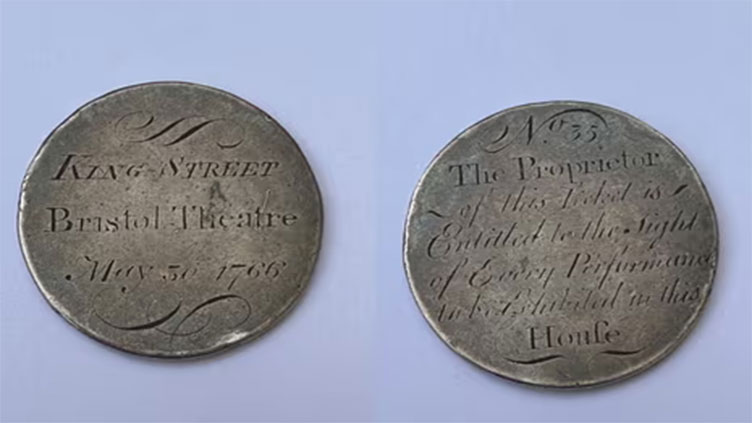 KING-STREET
Bristol Theatre
May 30 1766
No 35
The Proprietor
of this Ticket is
Entitled to the Sight
of Every Performance
to be Exhibited in this
Houſe